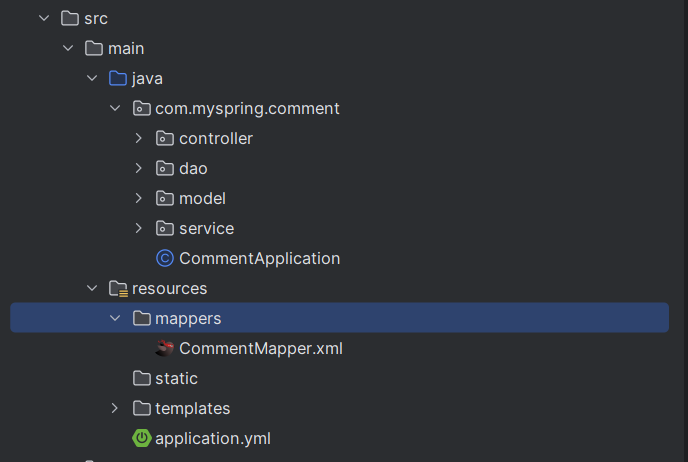 src
main
java
com.myspring.comment
controller
dao
model
service
CommentApplication
resources
mappers
CommentMapper.xml
static
templates
application.yml